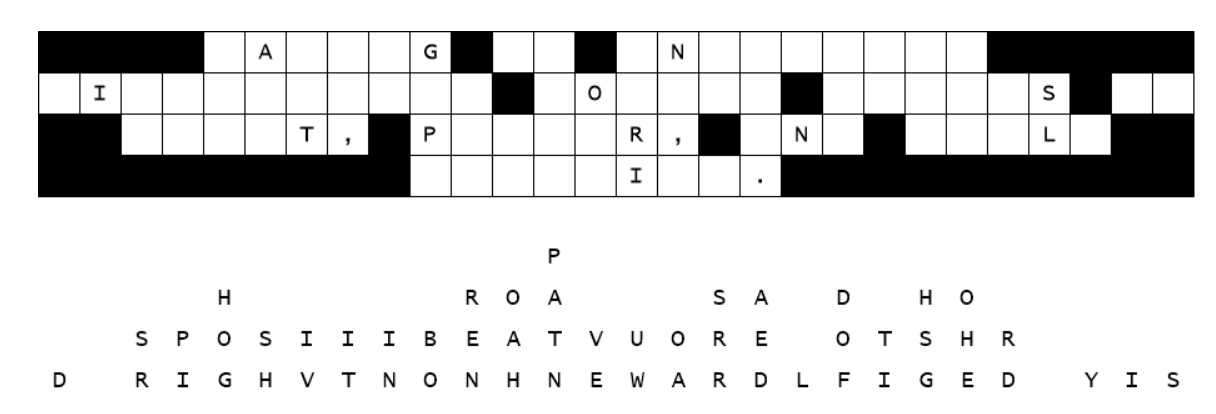 A G N
I O S
T , P R , N L
I .
P
H R O A S A D H O
S P O S I I I B E A T V U O R E O T S H R
D R I G H V T N O N H N E W A R D L F I G E D Y I S